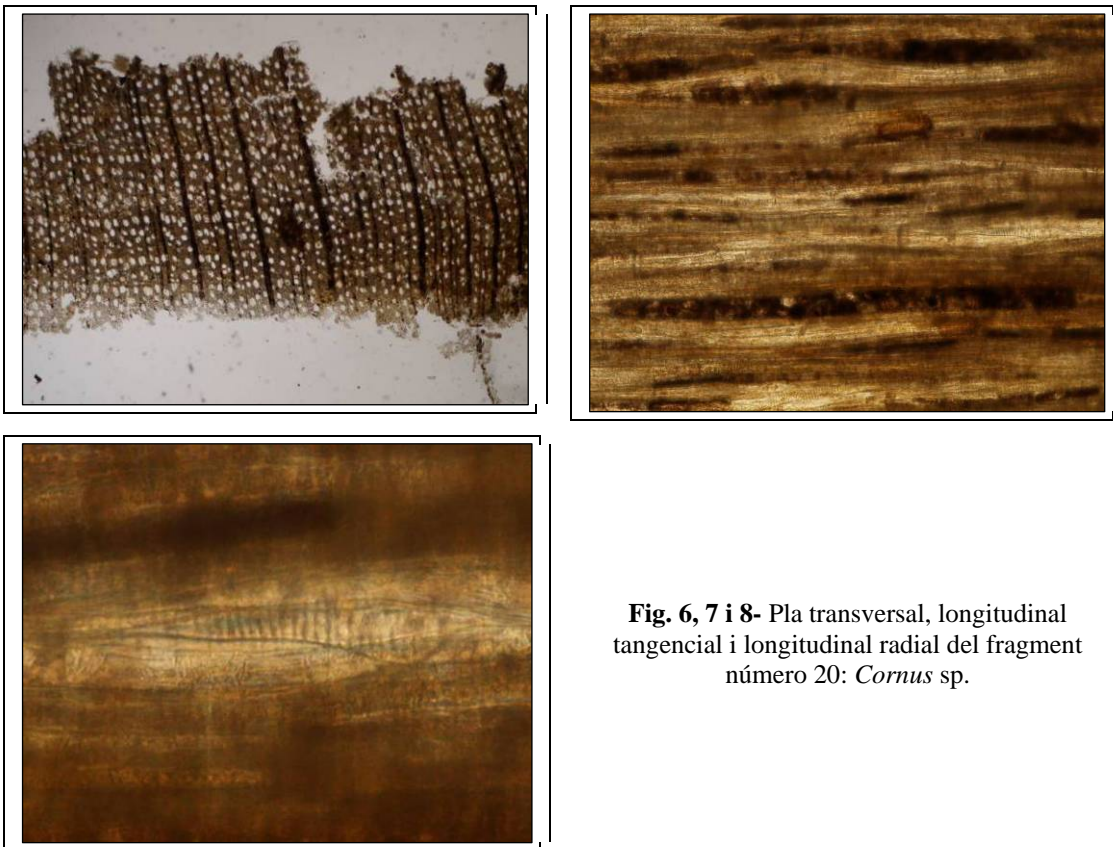 Fig. 6, 7 i 8- Pla transversal, longitudinal
tangencial i longitudinal radial del fragment
número 20: Cornus sp.